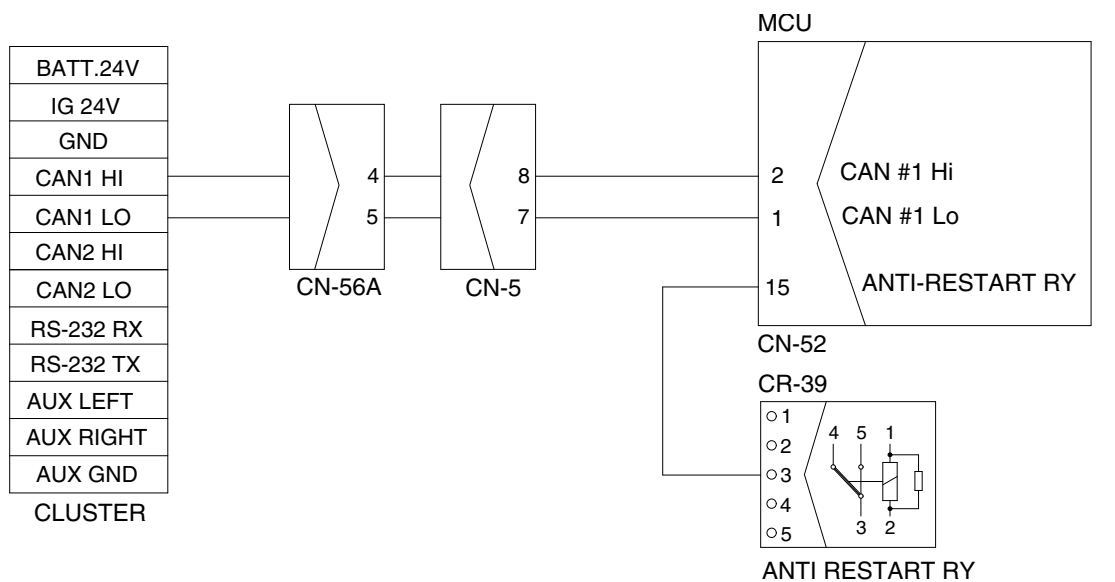 MCU
BATT.24V
IG 24V
GND
CAN1 HI
CAN1 LO
CAN2 HI
CAN2 LO
RS-232 RX
RS-232 TX
AUX LEFT
AUX RIGHT
AUX GND
CLUSTER
4
5
CN-56A
8
7
CN-5
2 CAN #1 Hi
1 CAN #1 Lo
15 ANTI-RESTART RY
CN-52
CR-39
1
2
3
4
5
4 5 1
3 2
ANTI RESTART RY